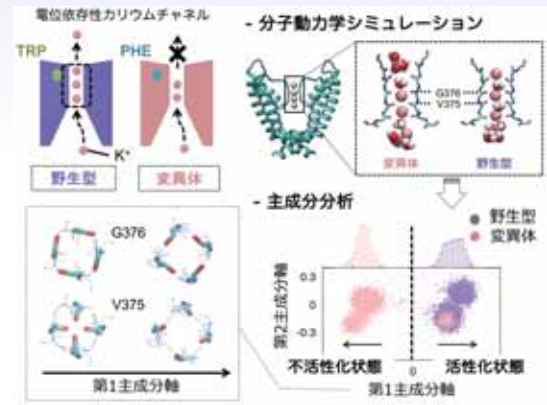 電位依存性カリウムチャネル
TRP
PHE
K⁺
野生型
変異体
- 分子動力学シミュレーション
G376
V375
変異体
野生型
- 主成分分析
野生型
変異体
G376
V375
第1主成分軸
第2主成分軸
0.3
0
-0.3
不活性化状態
活性化状態
0
第1主成分軸